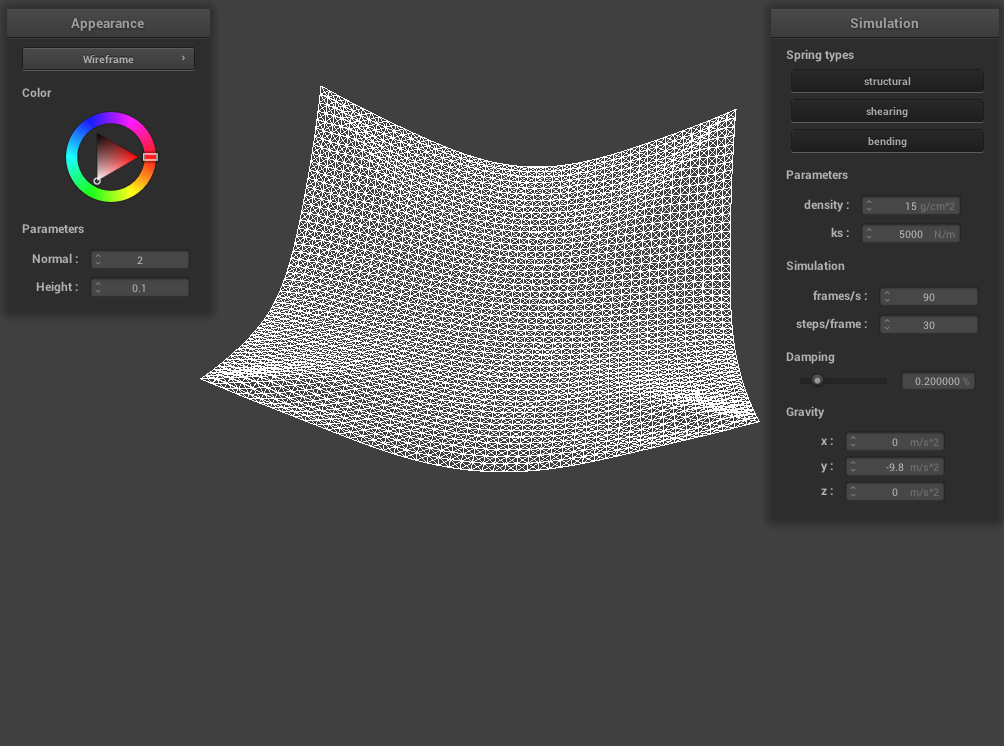 Appearance
Wireframe ›
Color
Parameters
Normal : 2
Height : 0.1
Simulation
Spring types
structural
shearing
bending
Parameters
density : 15 g/cm^2
ks : 5000 N/m
Simulation
frames/s : 90
steps/frame : 30
Damping
0.200000 %
Gravity
x : 0 m/s^2
y : -9.8 m/s^2
z : 0 m/s^2